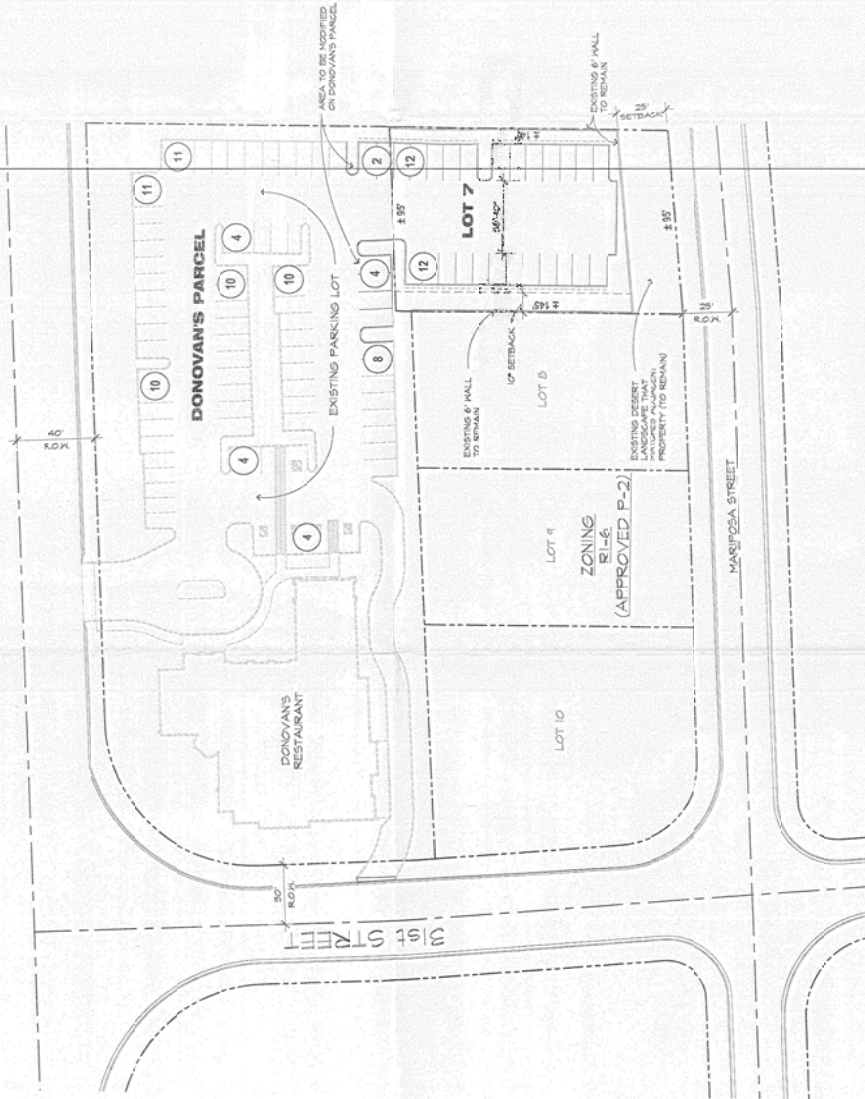 AREA TO BE MODIFIED
ON DONOVAN'S PARCEL
EXISTING 6' WALL
TO REMAIN
25'
SETBACK
11
11
2
12
4
LOT 7
± 95'
± 95'
DONOVAN'S PARCEL
10
10
4
12
EXISTING PARKING LOT
10
8
± 145'
25'
R.O.W.
40'
R.O.W.
4
4
EXISTING 6' WALL
TO REMAIN
10' SETBACK
LOT 8
EXISTING DESERT
LANDSCAPE THAT
PROPERTY (TO REMAIN)
LOT 9
ZONING
R1-6
(APPROVED P-2)
MARIPOSA STREET
DONOVAN'S
RESTAURANT
LOT 10
R.O.W.
31st STREET